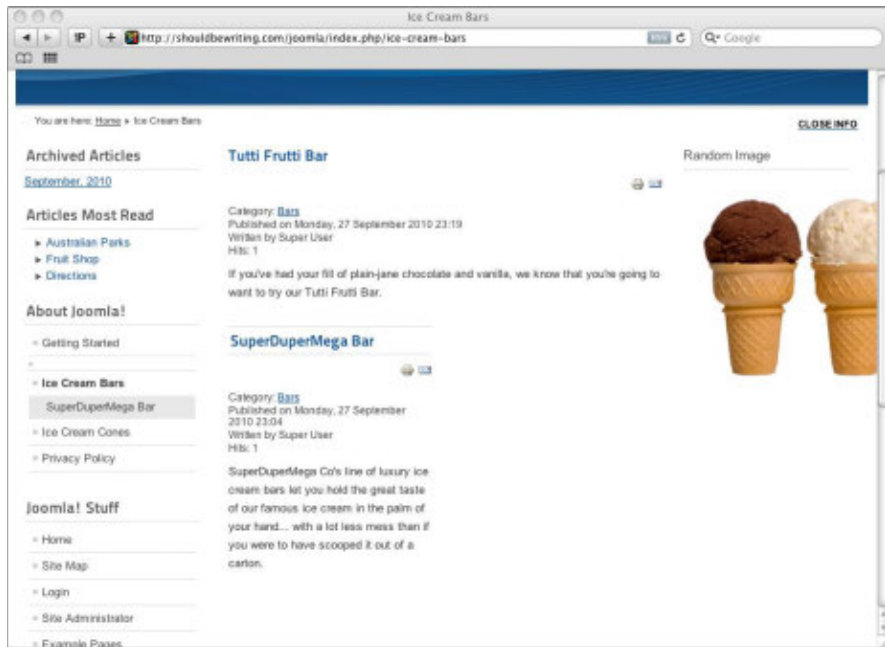 Ice Cream Bars
http://shouldbewriting.com/joomla/index.php/ice-cream-bars
Google
You are here: Home ▸ Ice Cream Bars
CLOSE INFO
Archived Articles
September, 2010
Articles Most Read
Australian Parks
Fruit Shop
Directions
About Joomla!
Getting Started
Ice Cream Bars
SuperDuperMega Bar
Ice Cream Cones
Privacy Policy
Joomla! Stuff
Home
Site Map
Login
Site Administrator
Example Pages
Tutti Frutti Bar
Category: Bars
Published on Monday, 27 September 2010 23:19
Written by Super User
Hits: 1
If you've had your fill of plain-jane chocolate and vanilla, we know that you're going to
want to try our Tutti Frutti Bar.
SuperDuperMega Bar
Category: Bars
Published on Monday, 27 September
2010 23:04
Written by Super User
Hits: 1
SuperDuperMega Co's line of luxury ice
cream bars let you hold the great taste
of our famous ice cream in the palm of
your hand... with a lot less mess than if
you were to have scooped it out of a
carton.
Random Image